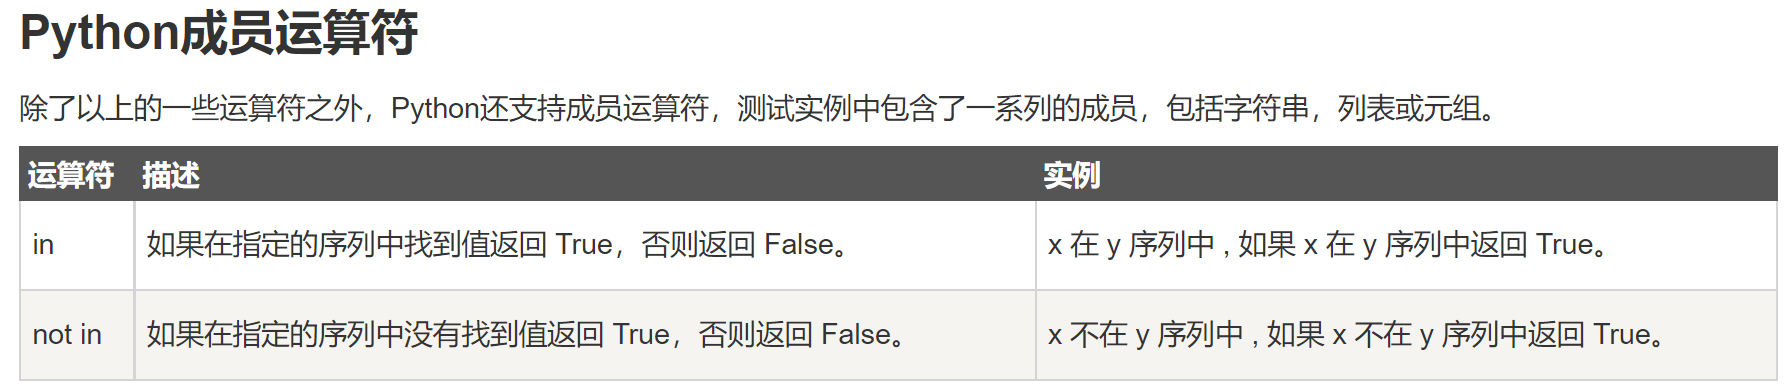 Python成员运算符
除了以上的一些运算符之外，Python还支持成员运算符，测试实例中包含了一系列的成员，包括字符串，列表或元组。
运算符 描述 实例
in 如果在指定的序列中找到值返回 True，否则返回 False。 x 在 y 序列中 , 如果 x 在 y 序列中返回 True。
not in 如果在指定的序列中没有找到值返回 True，否则返回 False。 x 不在 y 序列中 , 如果 x 不在 y 序列中返回 True。